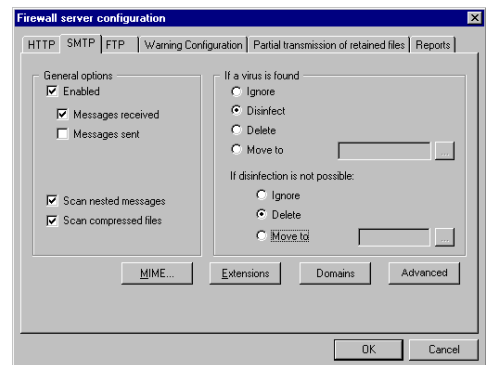 Firewall server configuration
HTTP SMTP FTP Warning Configuration Partial transmission of retained files Reports
General options
Enabled
Messages received
Messages sent
Scan nested messages
Scan compressed files
If a virus is found
Ignore
Disinfect
Delete
Move to
...
If disinfection is not possible:
Ignore
Delete
Move to
...
MIME... Extensions Domains Advanced
OK Cancel